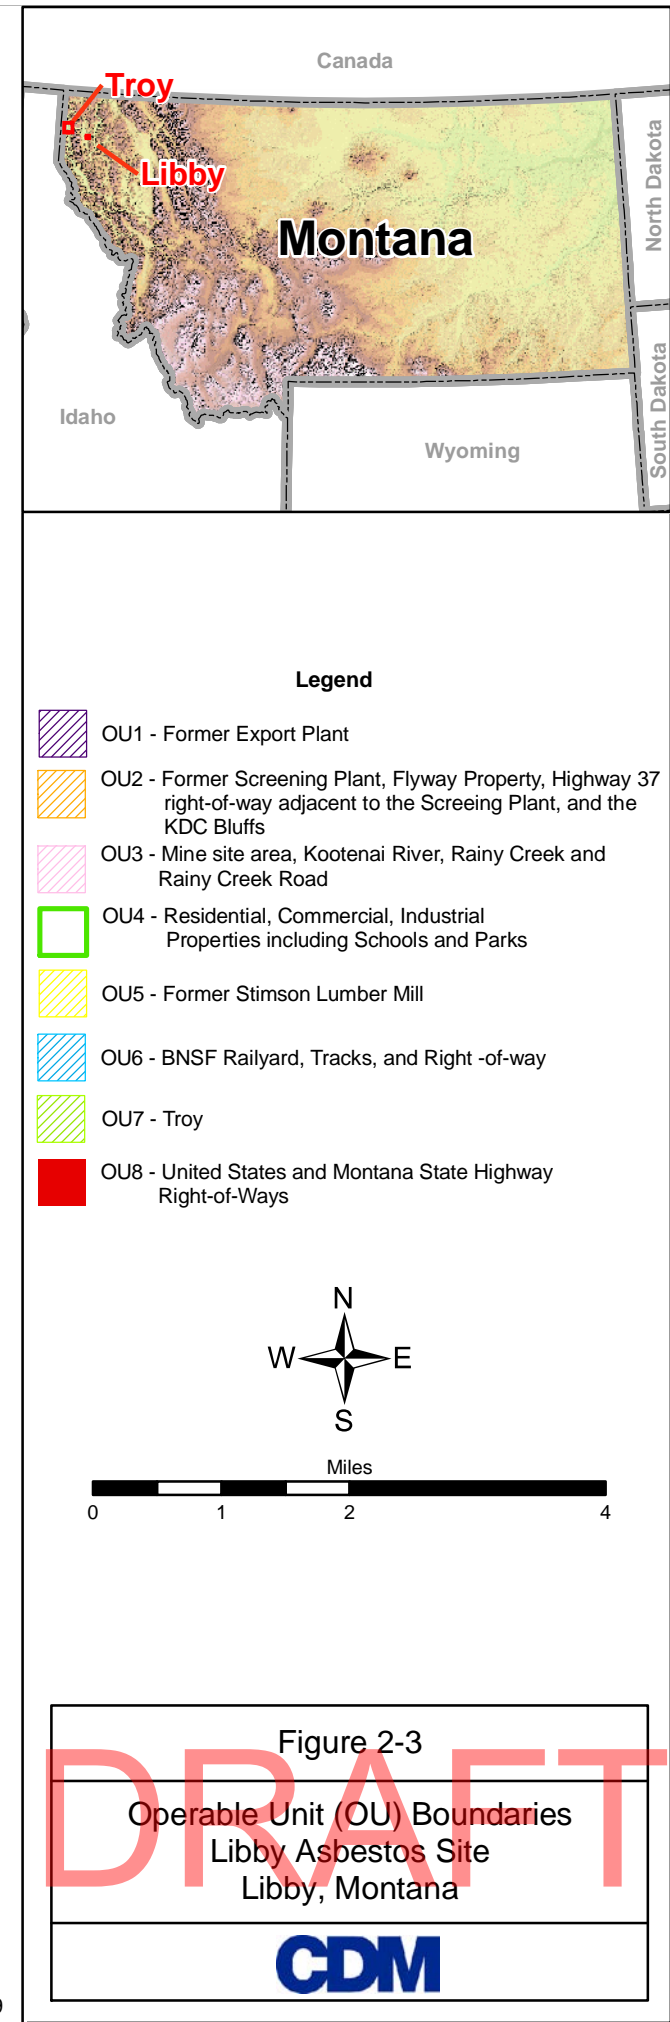 Canada
Troy
Libby
Montana
North Dakota
South Dakota
Idaho
Wyoming
Legend
OU1 - Former Export Plant
OU2 - Former Screening Plant, Flyway Property, Highway 37
right-of-way adjacent to the Screeing Plant, and the
KDC Bluffs
OU3 - Mine site area, Kootenai River, Rainy Creek and
Rainy Creek Road
OU4 - Residential, Commercial, Industrial
Properties including Schools and Parks
OU5 - Former Stimson Lumber Mill
OU6 - BNSF Railyard, Tracks, and Right -of-way
OU7 - Troy
OU8 - United States and Montana State Highway
Right-of-Ways
N
W E
S
Miles
0 1 2 4
Figure 2-3
DRAFT
Operable Unit (OU) Boundaries
Libby Asbestos Site
Libby, Montana
CDM